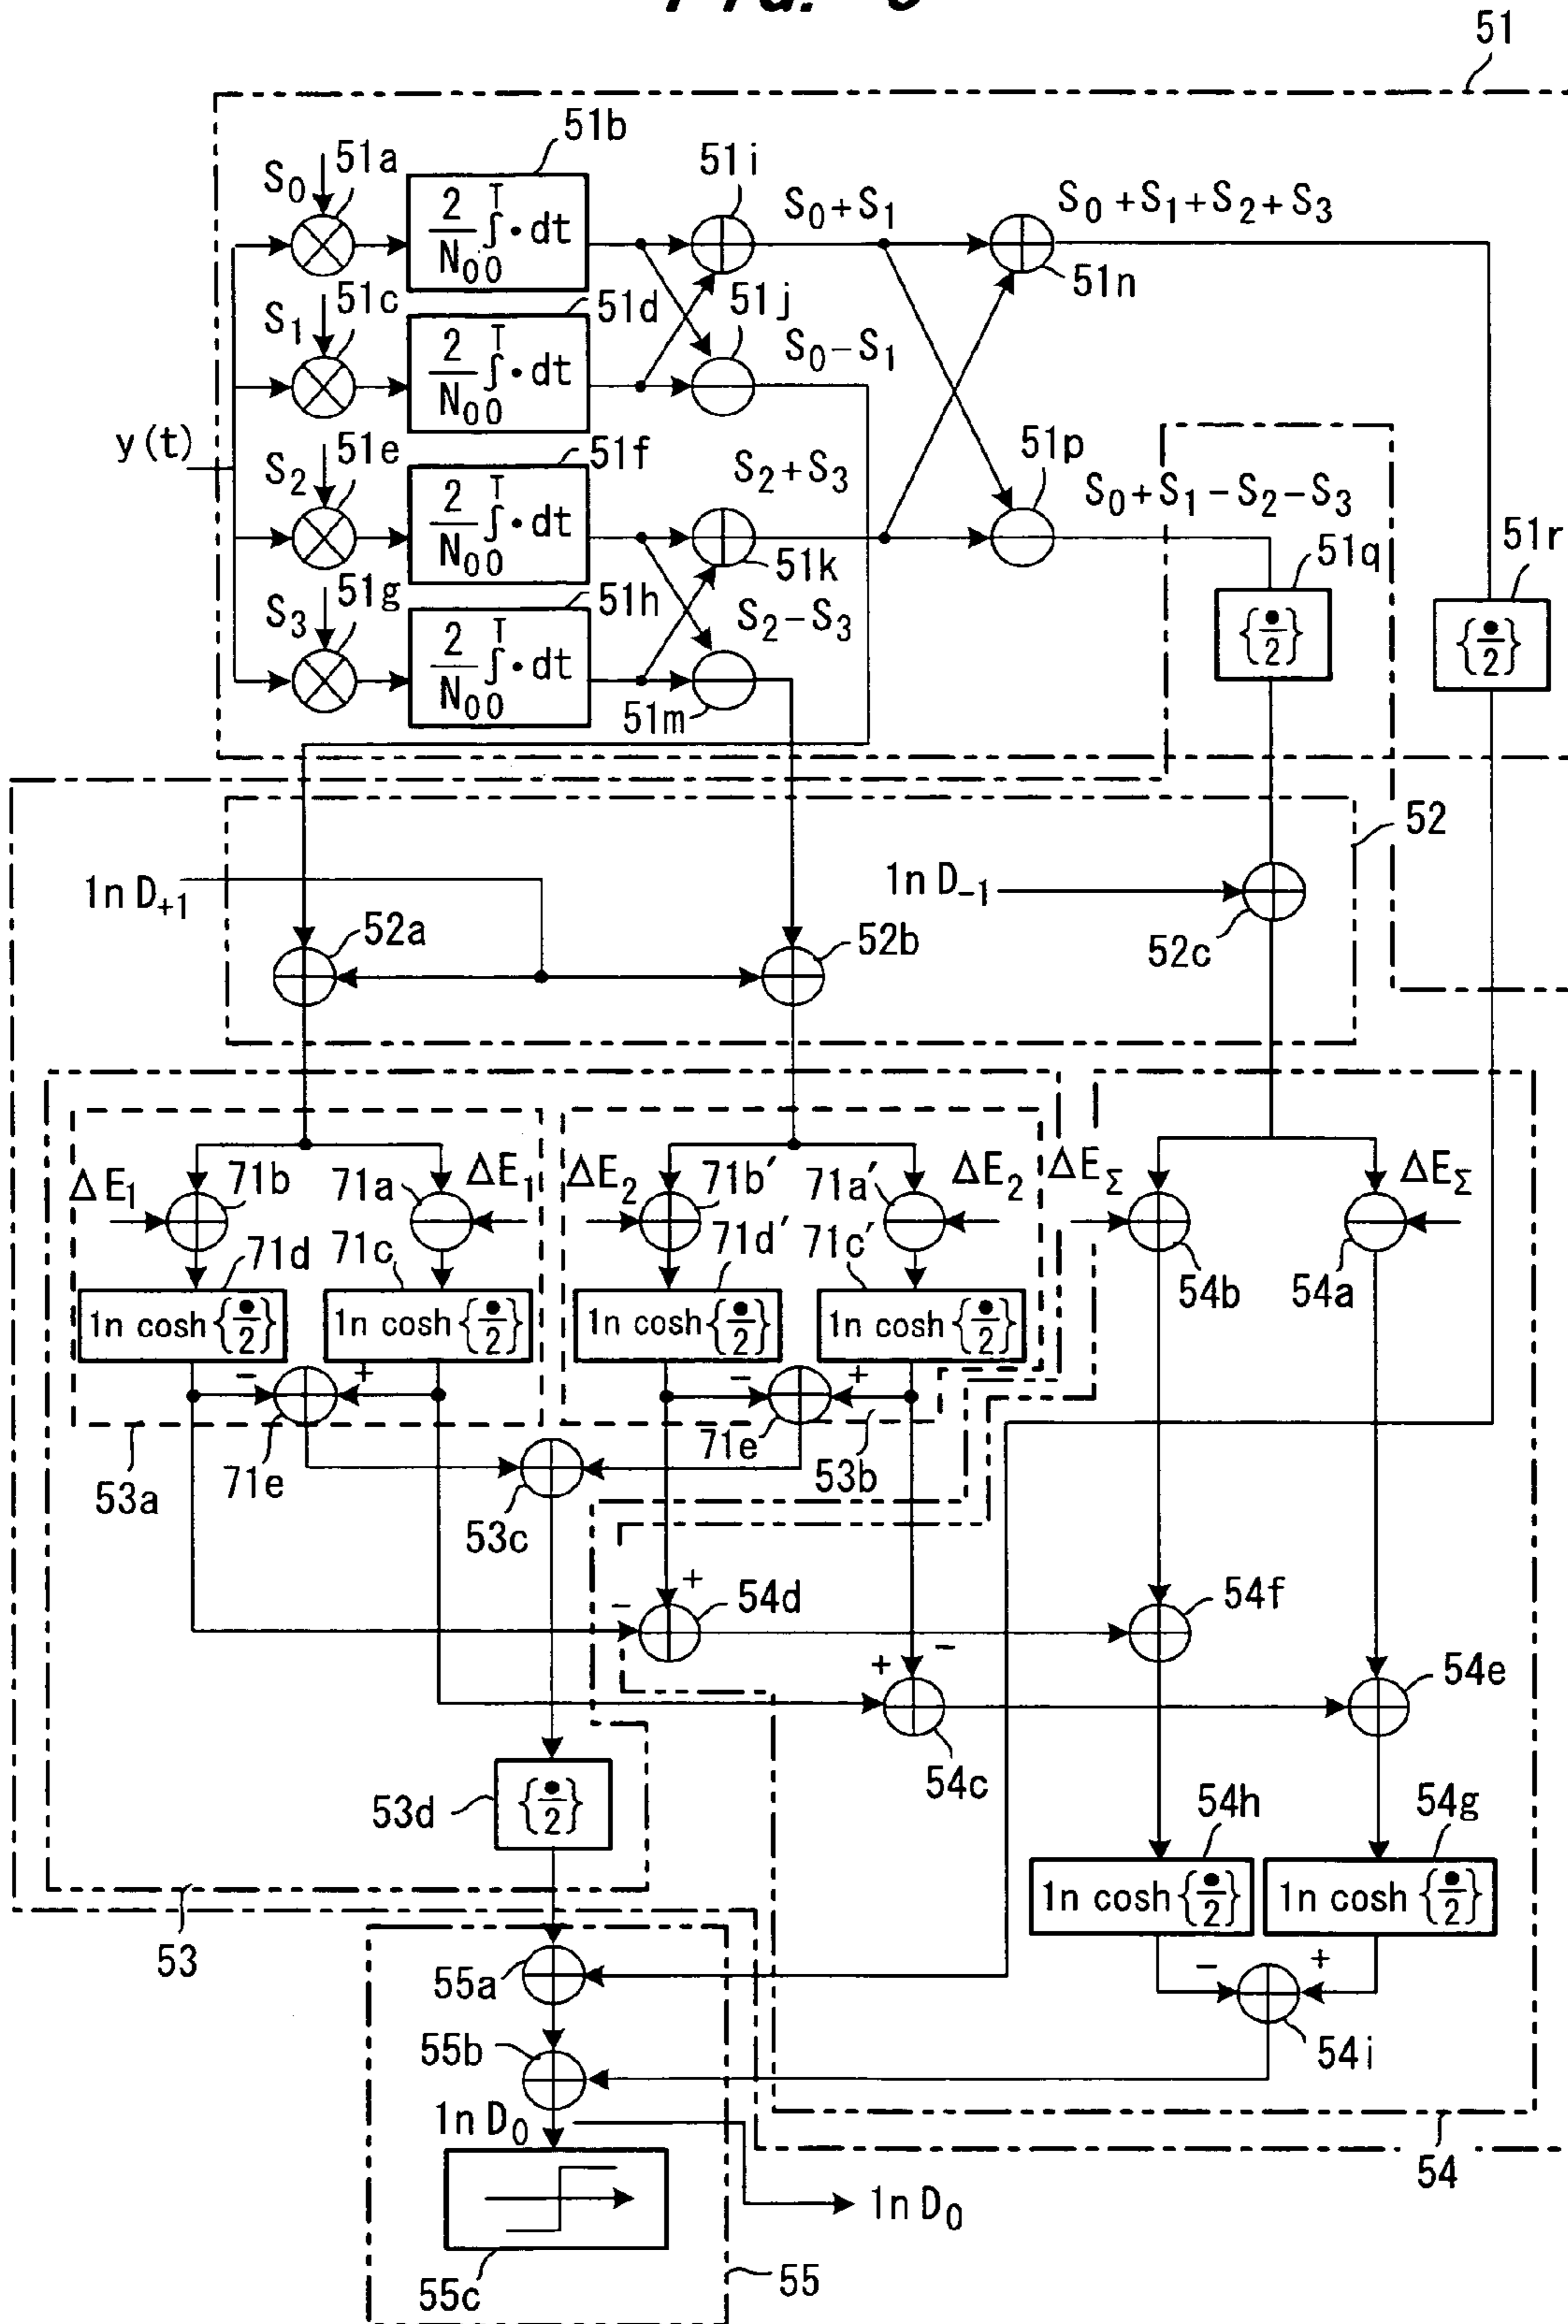 51
51b
S0 51a
2/N0 ∫0T • dt
51i
S0+S1
S0+S1+S2+S3
51n
S1 51c
51d
2/N0 ∫0T • dt
51j
S0−S1
y(t)
S2 51e
51f
2/N0 ∫0T • dt
S2+S3
51k
51p
S0+S1−S2−S3
51q
{•/2}
51r
{•/2}
S3 51g
51h
2/N0 ∫0T • dt
S2−S3
51m
52
ln D+1
ln D−1
52a
52b
52c
ΔE1 71b 71a ΔE1
ΔE2 71b′ 71a′ ΔE2
ΔEΣ ΔEΣ
54b 54a
71d 71c 71d′ 71c′
ln cosh{•/2} ln cosh{•/2} ln cosh{•/2} ln cosh{•/2}
− + − +
53a 71e 71e 53b
53c
− + 54d
54f
+ −
54c
54e
53d
{•/2}
54h 54g
ln cosh{•/2} ln cosh{•/2}
53
− +
55a
54i
55b
ln D0
54
ln D0
55c
55